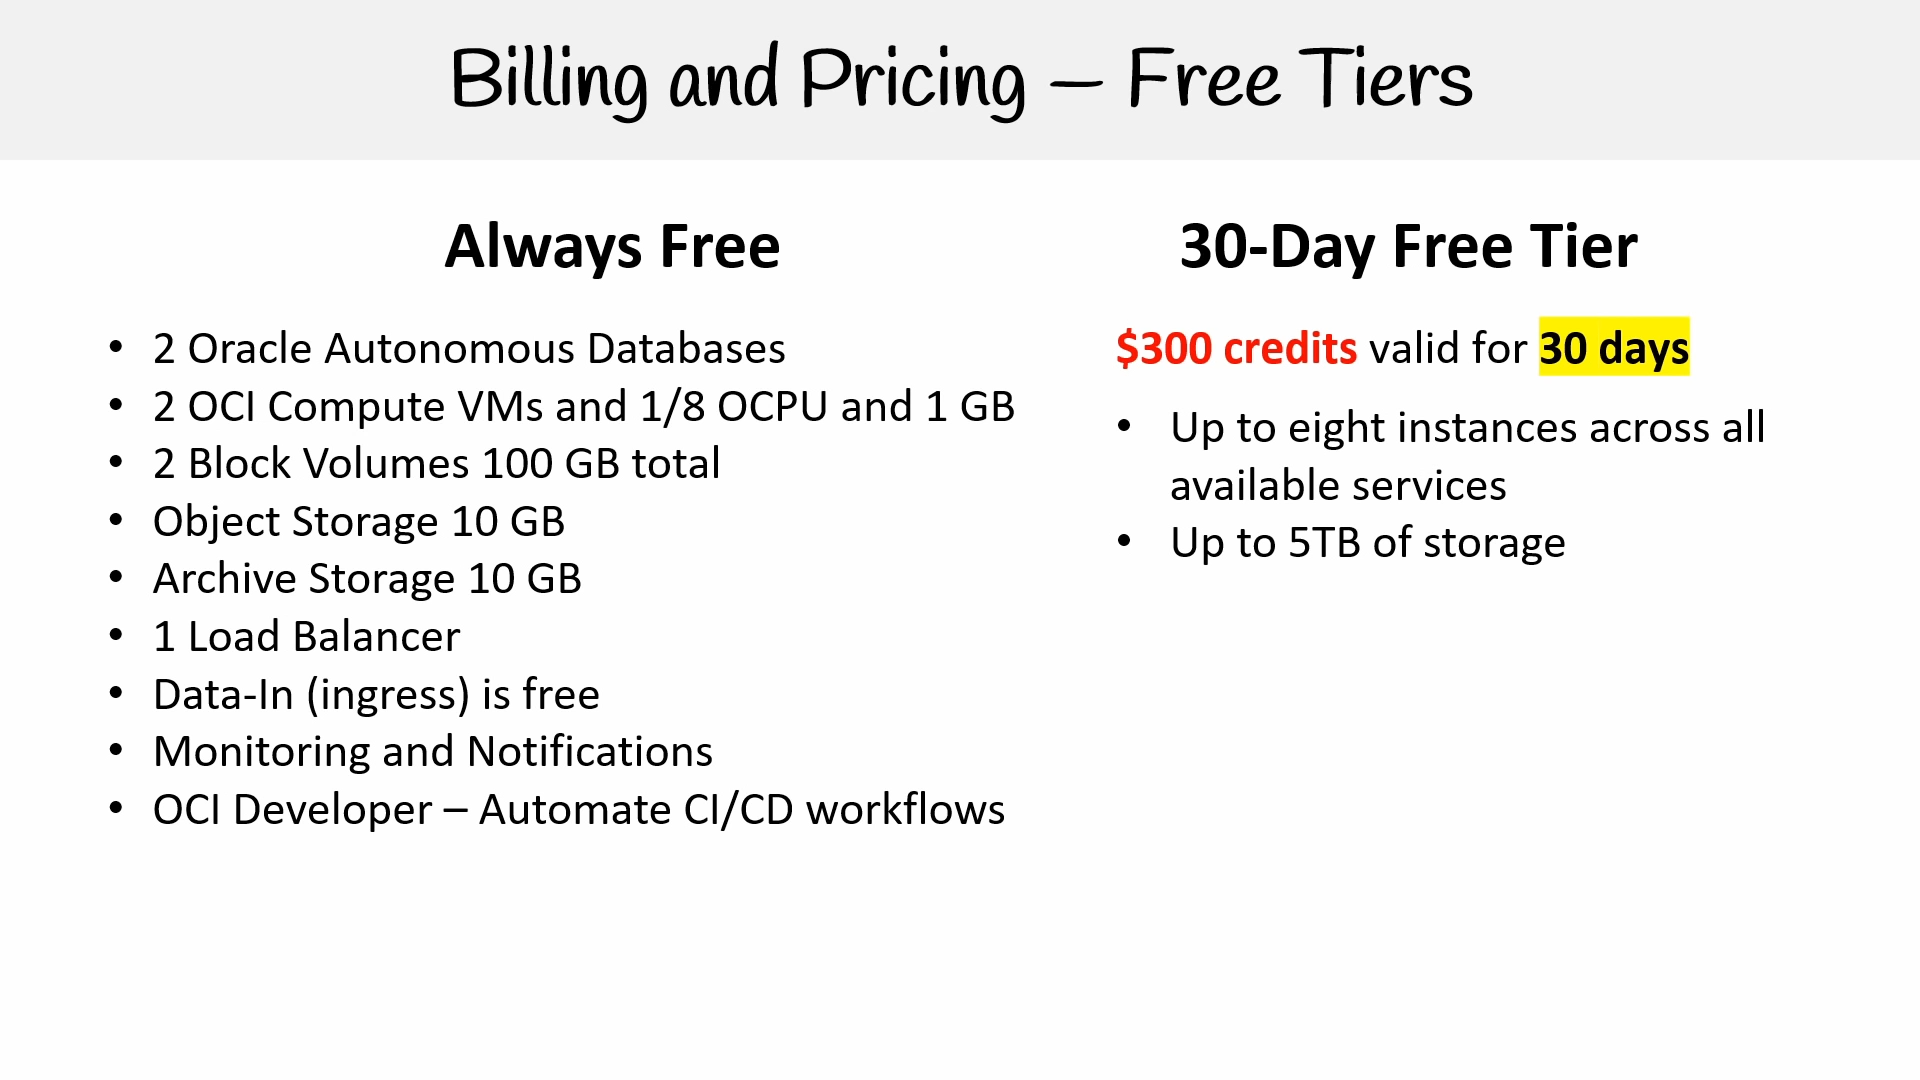 Billing and Pricing – Free Tiers
Always Free
• 2 Oracle Autonomous Databases
• 2 OCI Compute VMs and 1/8 OCPU and 1 GB
• 2 Block Volumes 100 GB total
• Object Storage 10 GB
• Archive Storage 10 GB
• 1 Load Balancer
• Data-In (ingress) is free
• Monitoring and Notifications
• OCI Developer – Automate CI/CD workflows
30-Day Free Tier
$300 credits valid for 30 days
• Up to eight instances across all
available services
• Up to 5TB of storage